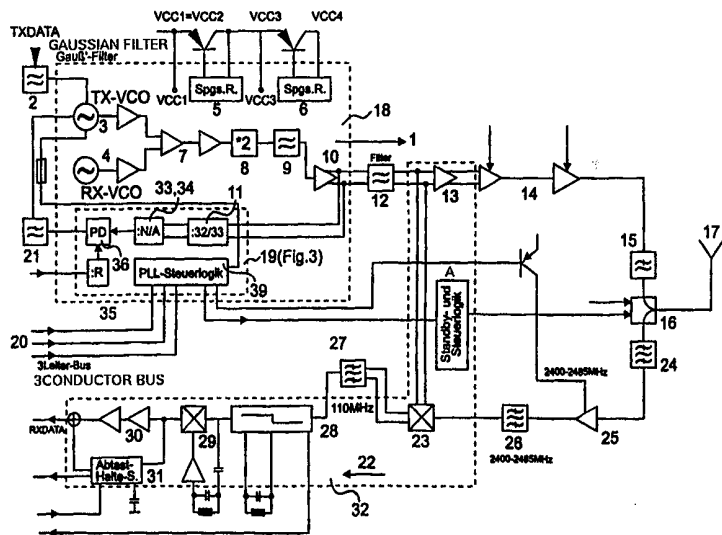 VCC1=VCC2 VCC3 VCC4
TXDATA
GAUSSIAN FILTER
Gauß'-Filter
VCC1 Spgs.R. VCC3 Spgs.R.
2 5 6
TX-VCO 18
3
1
4 7 *2 10
8 9 Filter
RX-VCO 12 13 14
33,34 11
17
21 PD :N/A :32/33 15
36 19(Fig.3)
:R PLL-Steuerlogik A
35 39 Standby- und Steuerlogik 16
20
3Leiter-Bus 27 24
3CONDUCTOR BUS 2400-2485MHz
110MHz
RXDATA 30 29 28 23 26 25
2400-2485MHz
Abtast-Halte-S. 31 22
32